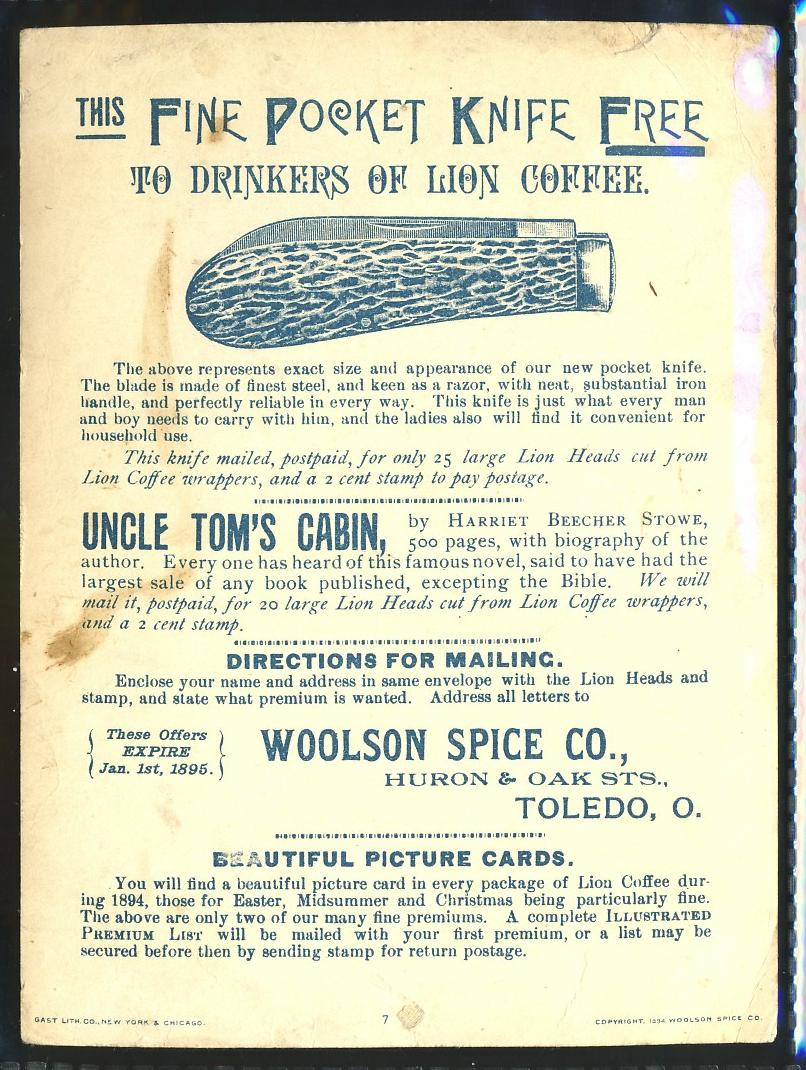 THIS FINE POCKET KNIFE FREE
TO DRINKERS OF LION COFFEE.
The above represents exact size and appearance of our new pocket knife.
The blade is made of finest steel, and keen as a razor, with neat, substantial iron
handle, and perfectly reliable in every way. This knife is just what every man
and boy needs to carry with him, and the ladies also will find it convenient for
household use.
This knife mailed, postpaid, for only 25 large Lion Heads cut from
Lion Coffee wrappers, and a 2 cent stamp to pay postage.
UNCLE TOM'S CABIN, by HARRIET BEECHER STOWE,
500 pages, with biography of the
author. Every one has heard of this famous novel, said to have had the
largest sale of any book published, excepting the Bible. We will
mail it, postpaid, for 20 large Lion Heads cut from Lion Coffee wrappers,
and a 2 cent stamp.
DIRECTIONS FOR MAILING.
Enclose your name and address in same envelope with the Lion Heads and
stamp, and state what premium is wanted. Address all letters to
These Offers
EXPIRE
Jan. 1st, 1895.
WOOLSON SPICE CO.,
HURON & OAK STS.,
TOLEDO, O.
BEAUTIFUL PICTURE CARDS.
You will find a beautiful picture card in every package of Lion Coffee dur-
ing 1894, those for Easter, Midsummer and Christmas being particularly fine.
The above are only two of our many fine premiums. A complete ILLUSTRATED
PREMIUM LIST will be mailed with your first premium, or a list may be
secured before then by sending stamp for return postage.
GAST LITH. CO., NEW YORK & CHICAGO.
7
COPYRIGHT, 1894, WOOLSON SPICE CO.